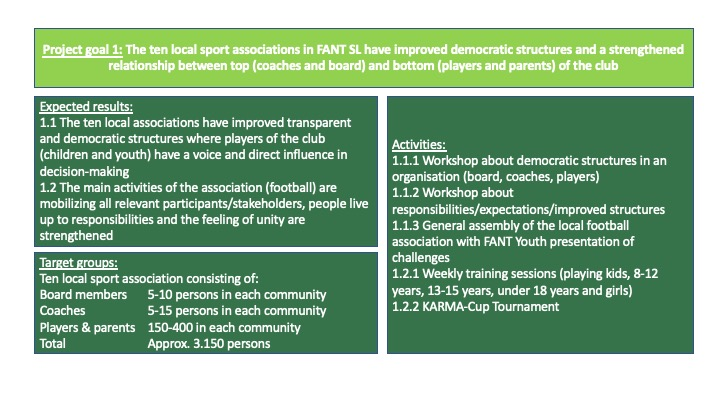 Project goal 1: The ten local sport associations in FANT SL have improved democratic structures and a strengthened
relationship between top (coaches and board) and bottom (players and parents) of the club
Expected results:
1.1 The ten local associations have improved transparent
and democratic structures where players of the club
(children and youth) have a voice and direct influence in
decision-making
1.2 The main activities of the association (football) are
mobilizing all relevant participants/stakeholders, people live
up to responsibilities and the feeling of unity are
strengthened
Target groups:
Ten local sport association consisting of:
Board members 5-10 persons in each community
Coaches 5-15 persons in each community
Players & parents 150-400 in each community
Total Approx. 3.150 persons
Activities:
1.1.1 Workshop about democratic structures in an
organisation (board, coaches, players)
1.1.2 Workshop about
responsibilities/expectations/improved structures
1.1.3 General assembly of the local football
association with FANT Youth presentation of
challenges
1.2.1 Weekly training sessions (playing kids, 8-12
years, 13-15 years, under 18 years and girls)
1.2.2 KARMA-Cup Tournament